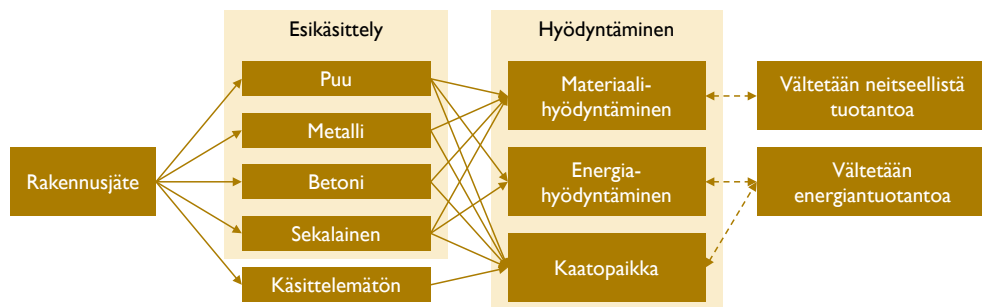 Esikäsittely
Hyödyntäminen
Rakennusjäte
Puu
Metalli
Betoni
Sekalainen
Käsittelemätön
Materiaali-
hyödyntäminen
Energia-
hyödyntäminen
Kaatopaikka
Vältetään neitseellistä
tuotantoa
Vältetään
energiantuotantoa